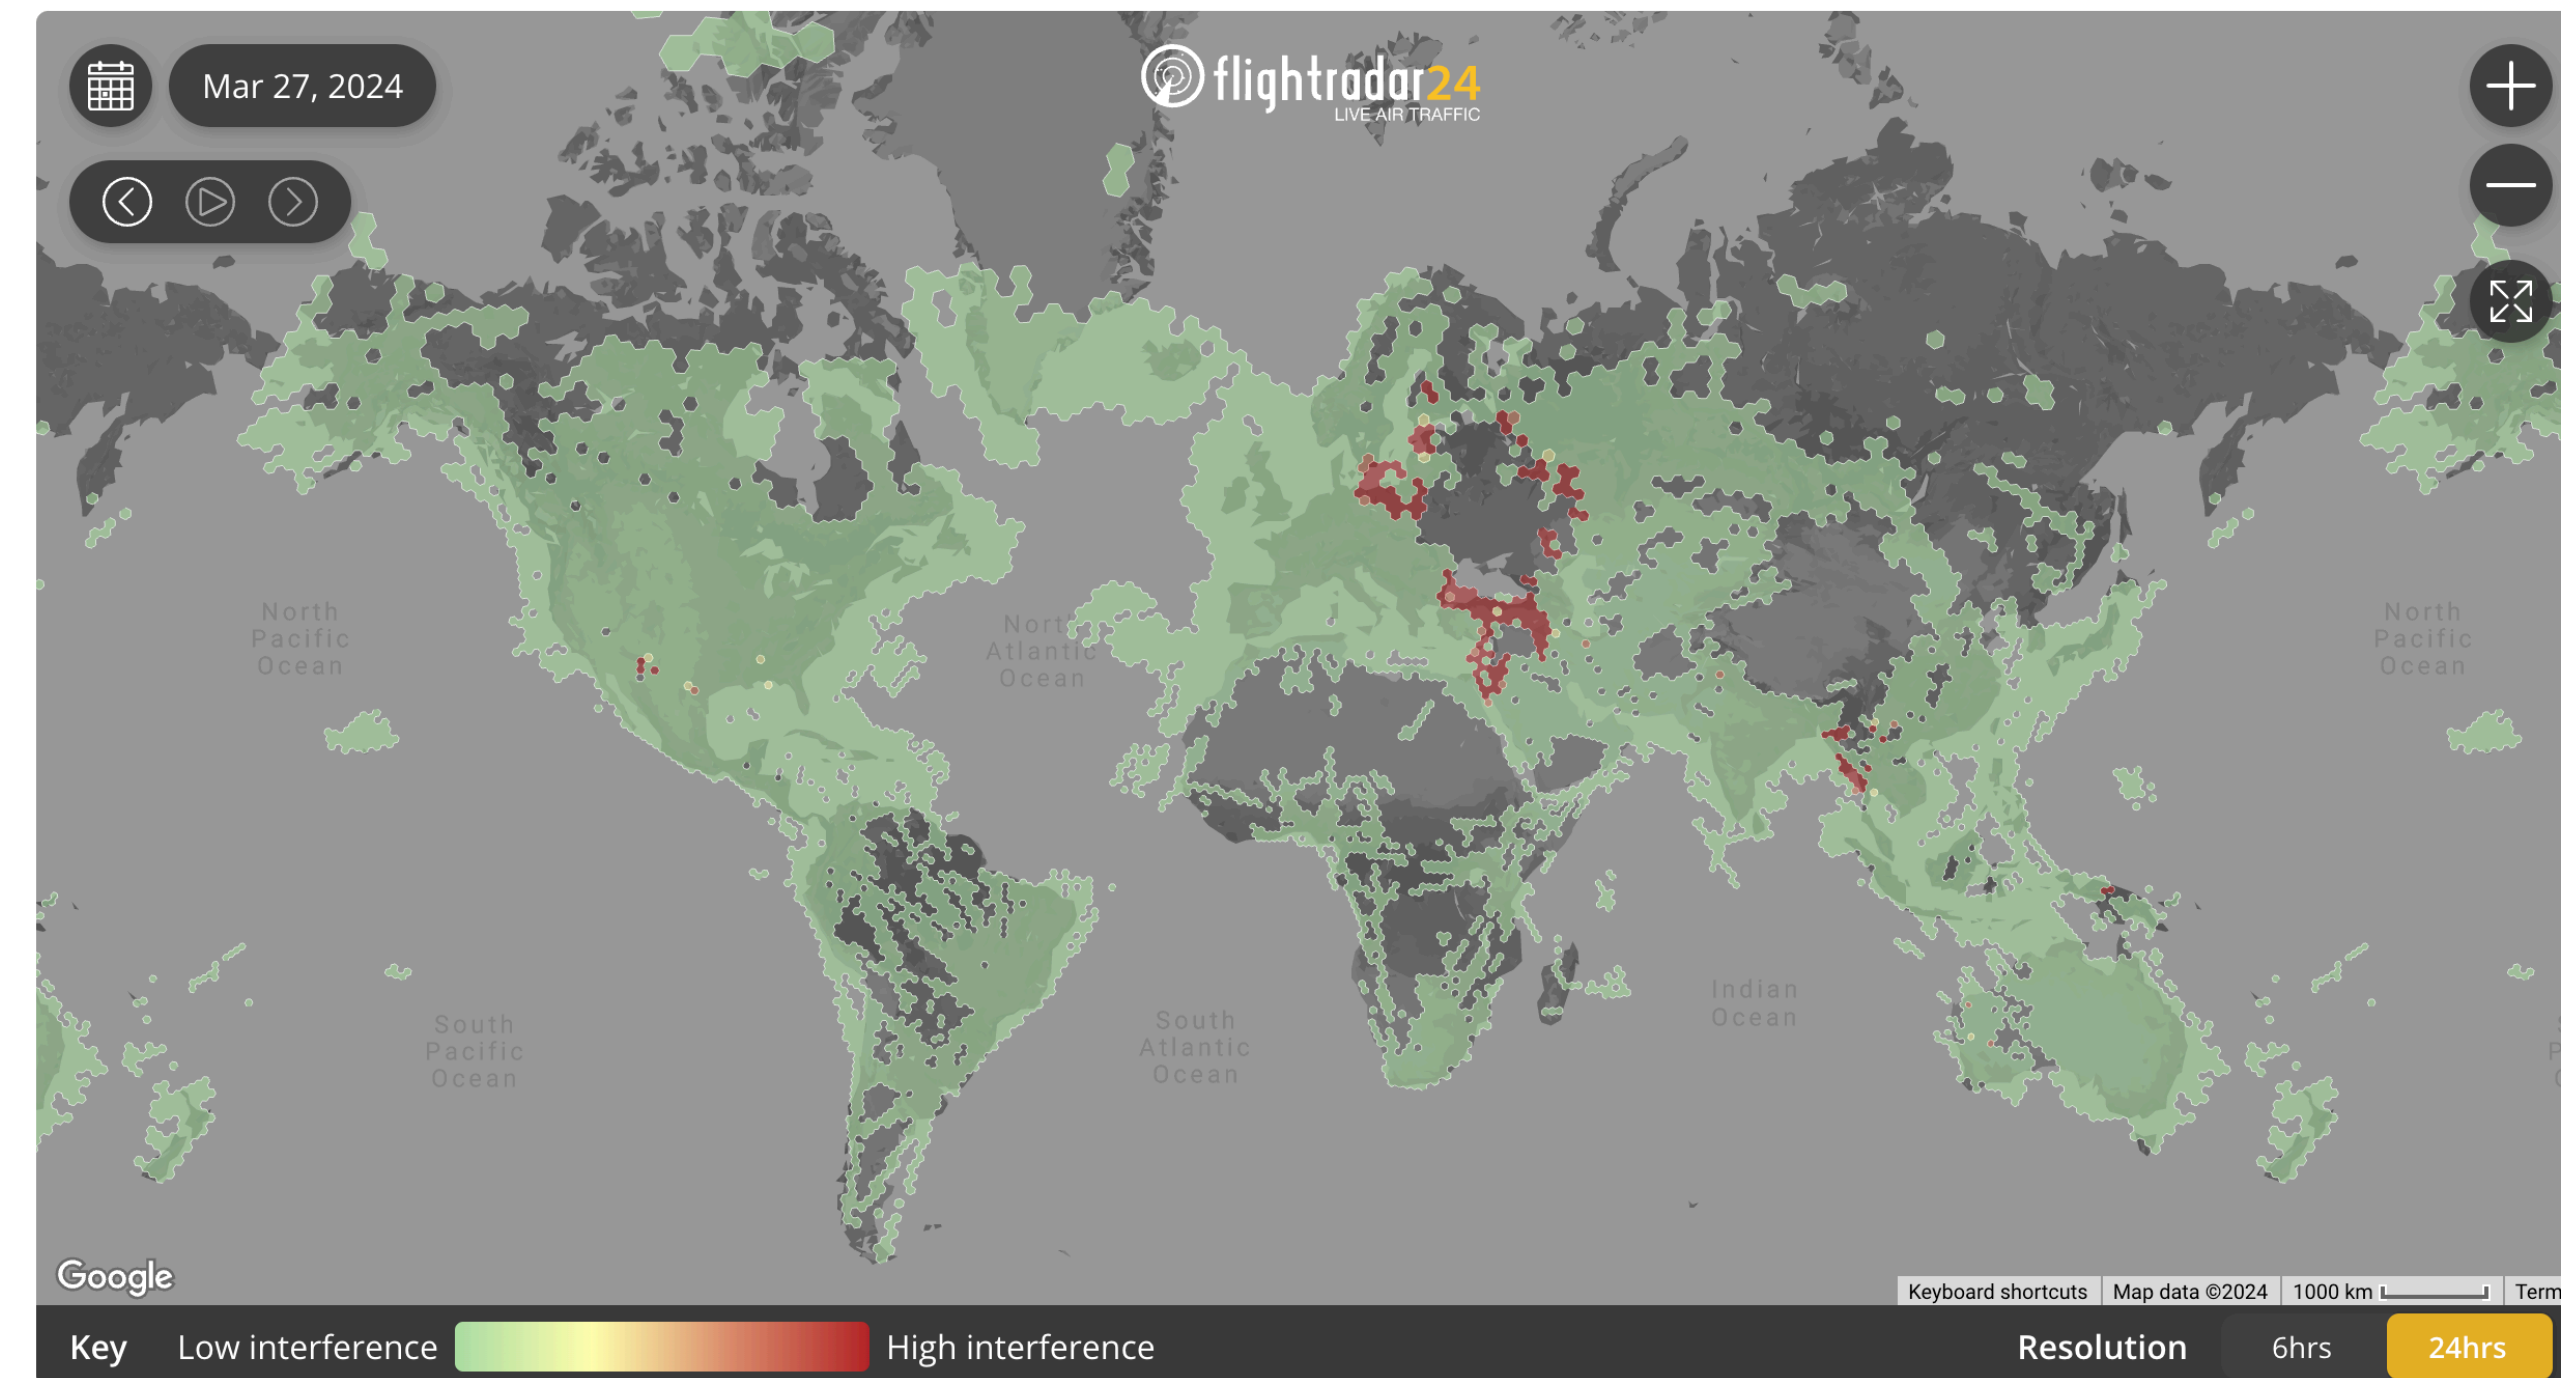 Mar 27, 2024
flightradar24
LIVE AIR TRAFFIC
North
Pacific
Ocean
North
Atlantic
Ocean
North
Pacific
Ocean
South
Pacific
Ocean
South
Atlantic
Ocean
Indian
Ocean
Google
Keyboard shortcuts
Map data ©2024
1000 km
Term
Key
Low interference
High interference
Resolution
6hrs
24hrs